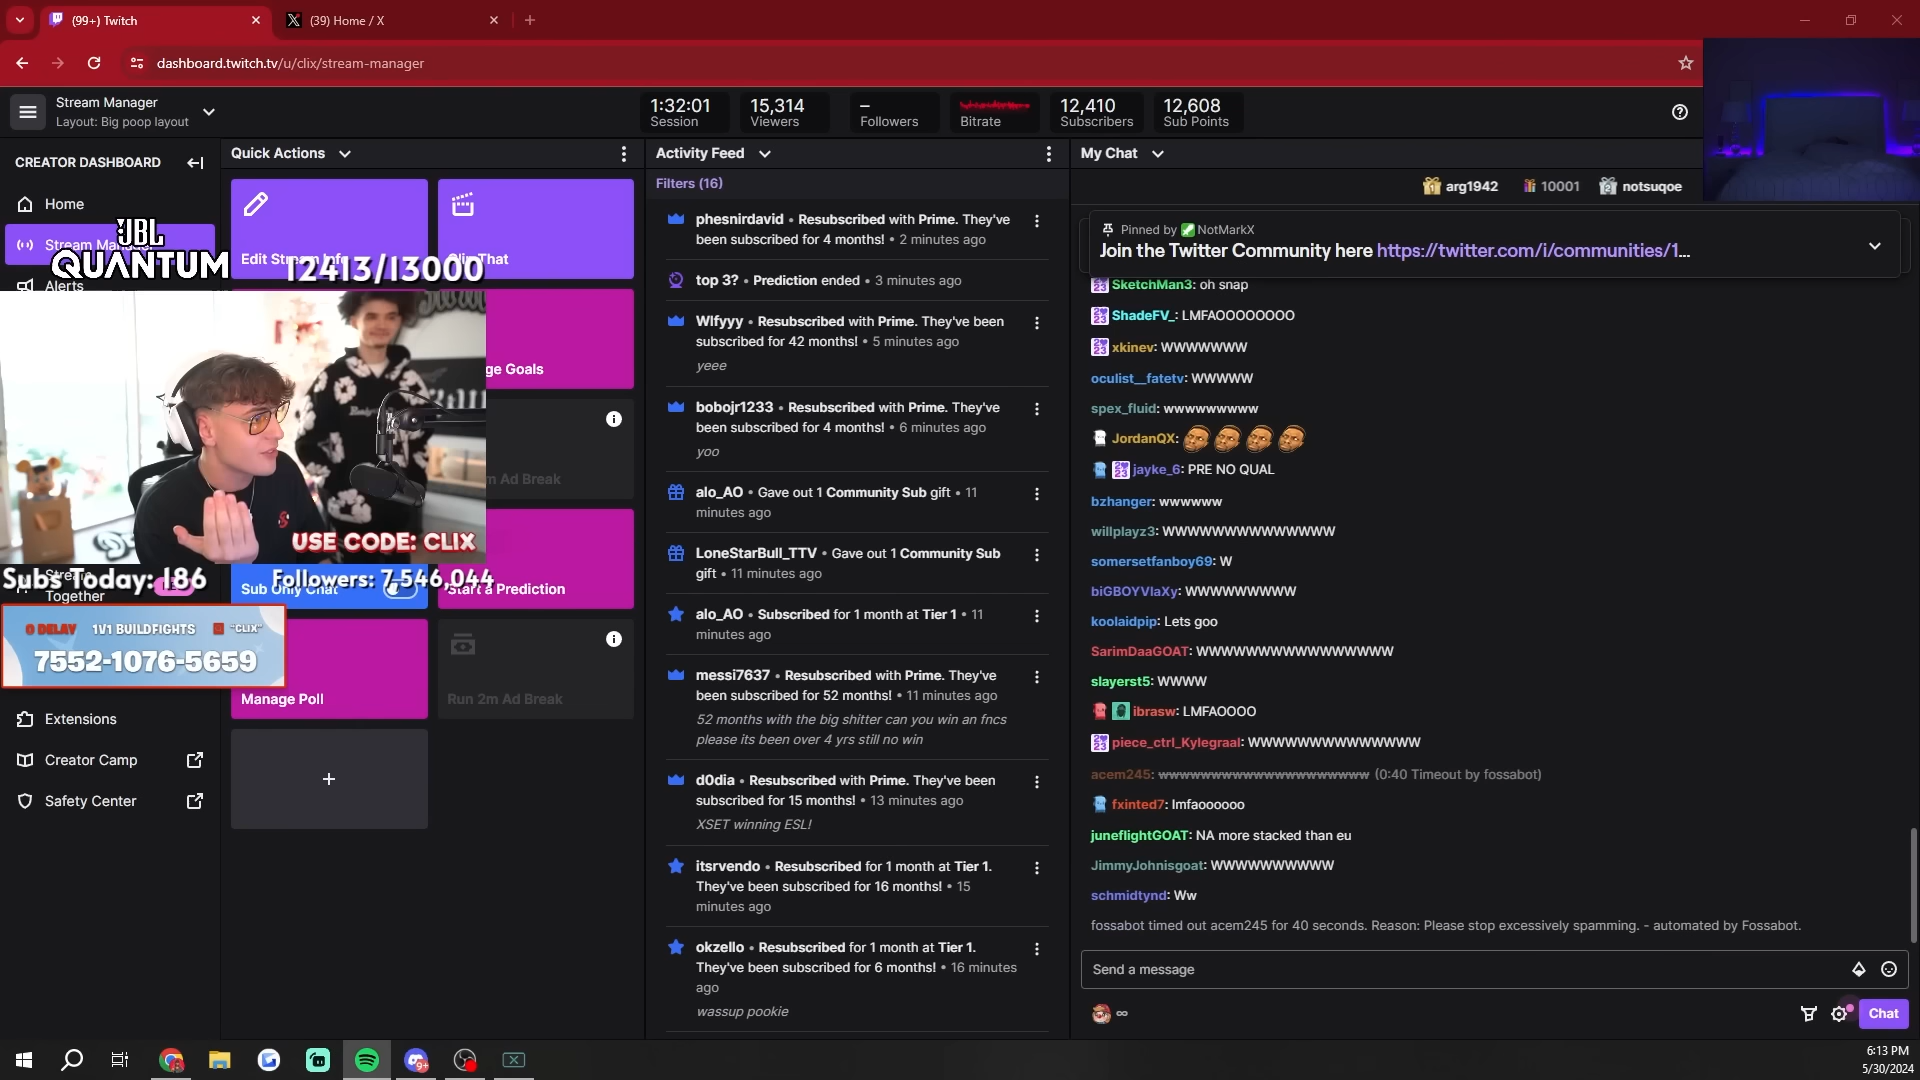 (99+) Twitch
(39) Home / X
dashboard.twitch.tv/u/clix/stream-manager
Stream Manager
Layout: Big poop layout
1:32:01
Session
15,314
Viewers
–
Followers
Bitrate
12,410
Subscribers
12,608
Sub Points
CREATOR DASHBOARD
Home
Alerts
JBL
QUANTUM
12413/13000
USE CODE: CLIX
Subs Today: 186
Followers: 7,546,044
Together
0 DELAY 1V1 BUILDFIGHTS "CLIX"
7552-1076-5659
Extensions
Creator Camp
Safety Center
Quick Actions
Edit Stream Info
Clip That
Goals
Ad Break
Sub Only Chat
Start a Prediction
Manage Poll
Run 2m Ad Break
+
Activity Feed
Filters (16)
phesnirdavid • Resubscribed with Prime. They've
been subscribed for 4 months! • 2 minutes ago
top 3? • Prediction ended • 3 minutes ago
Wlfyyy • Resubscribed with Prime. They've been
subscribed for 42 months! • 5 minutes ago
yeee
bobojr1233 • Resubscribed with Prime. They've
been subscribed for 4 months! • 6 minutes ago
yoo
alo_AO • Gave out 1 Community Sub gift • 11
minutes ago
LoneStarBull_TTV • Gave out 1 Community Sub
gift • 11 minutes ago
alo_AO • Subscribed for 1 month at Tier 1 • 11
minutes ago
messi7637 • Resubscribed with Prime. They've
been subscribed for 52 months! • 11 minutes ago
52 months with the big shitter can you win an fncs
please its been over 4 yrs still no win
d0dia • Resubscribed with Prime. They've been
subscribed for 15 months! • 13 minutes ago
XSET winning ESL!
itsrvendo • Resubscribed for 1 month at Tier 1.
They've been subscribed for 16 months! • 15
minutes ago
okzello • Resubscribed for 1 month at Tier 1.
They've been subscribed for 6 months! • 16 minutes
ago
wassup pookie
My Chat
arg1942 10001 notsuqoe
Pinned by NotMarkX
Join the Twitter Community here https://twitter.com/i/communities/1...
SketchMan3: oh snap
ShadeFV_: LMFAOOOOOOOO
xkinev: WWWWWWW
oculist__fatetv: WWWWW
spex_fluid: wwwwwwwww
JordanQX:
jayke_6: PRE NO QUAL
bzhanger: wwwwww
willplayz3: WWWWWWWWWWWWWWW
somersetfanboy69: W
biGBOYVlaXy: WWWWWWWWW
koolaidpip: Lets goo
SarimDaaGOAT: WWWWWWWWWWWWWWWW
slayerst5: WWWW
ibrasw: LMFAOOOO
piece_ctrl_Kylegraal: WWWWWWWWWWWWWW
acem245: wwwwwwwwwwwwwwwwwwww (0:40 Timeout by fossabot)
fxinted7: lmfaoooooo
juneflightGOAT: NA more stacked than eu
JimmyJohnisgoat: WWWWWWWWWW
schmidtynd: Ww
fossabot timed out acem245 for 40 seconds. Reason: Please stop excessively spamming. - automated by Fossabot.
Send a message
∞
Chat
6:13 PM
5/30/2024